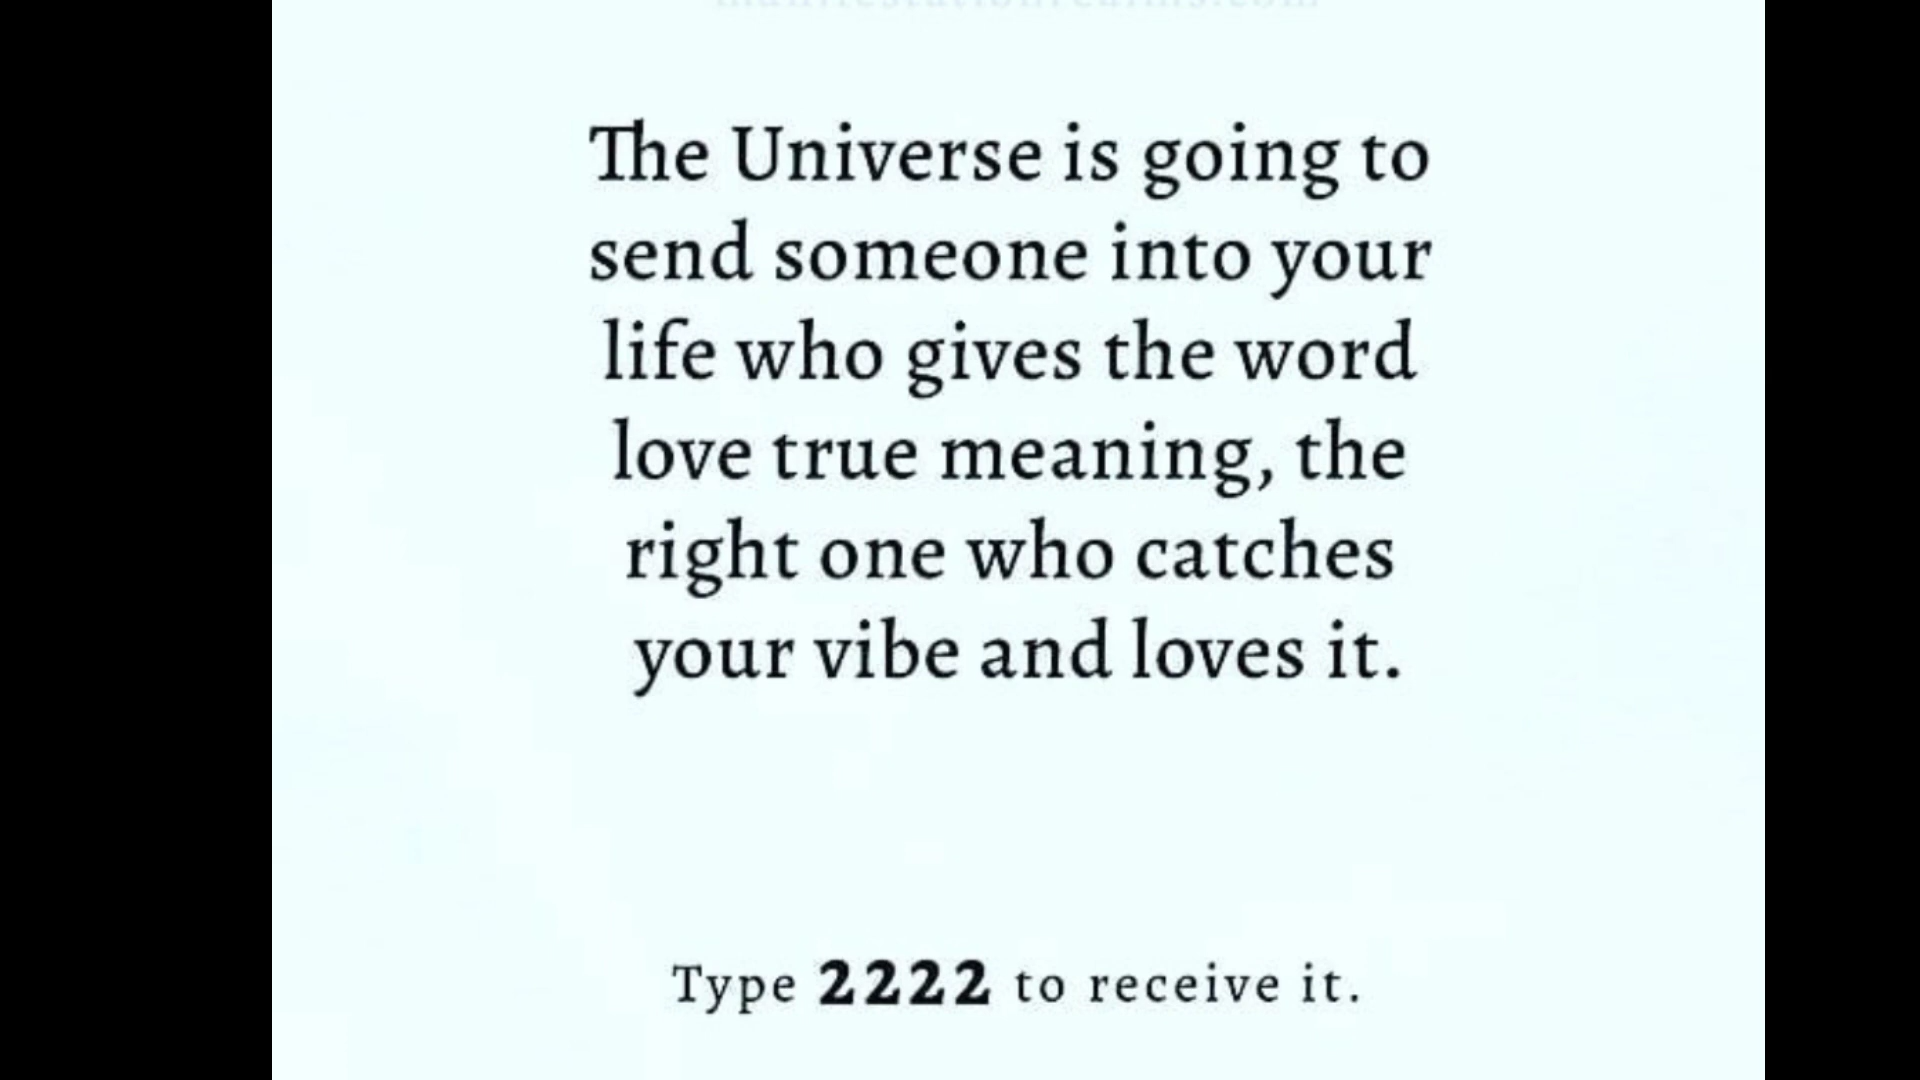 The Universe is going to
send someone into your
life who gives the word
love true meaning, the
right one who catches
your vibe and loves it.
Type 2222 to receive it.